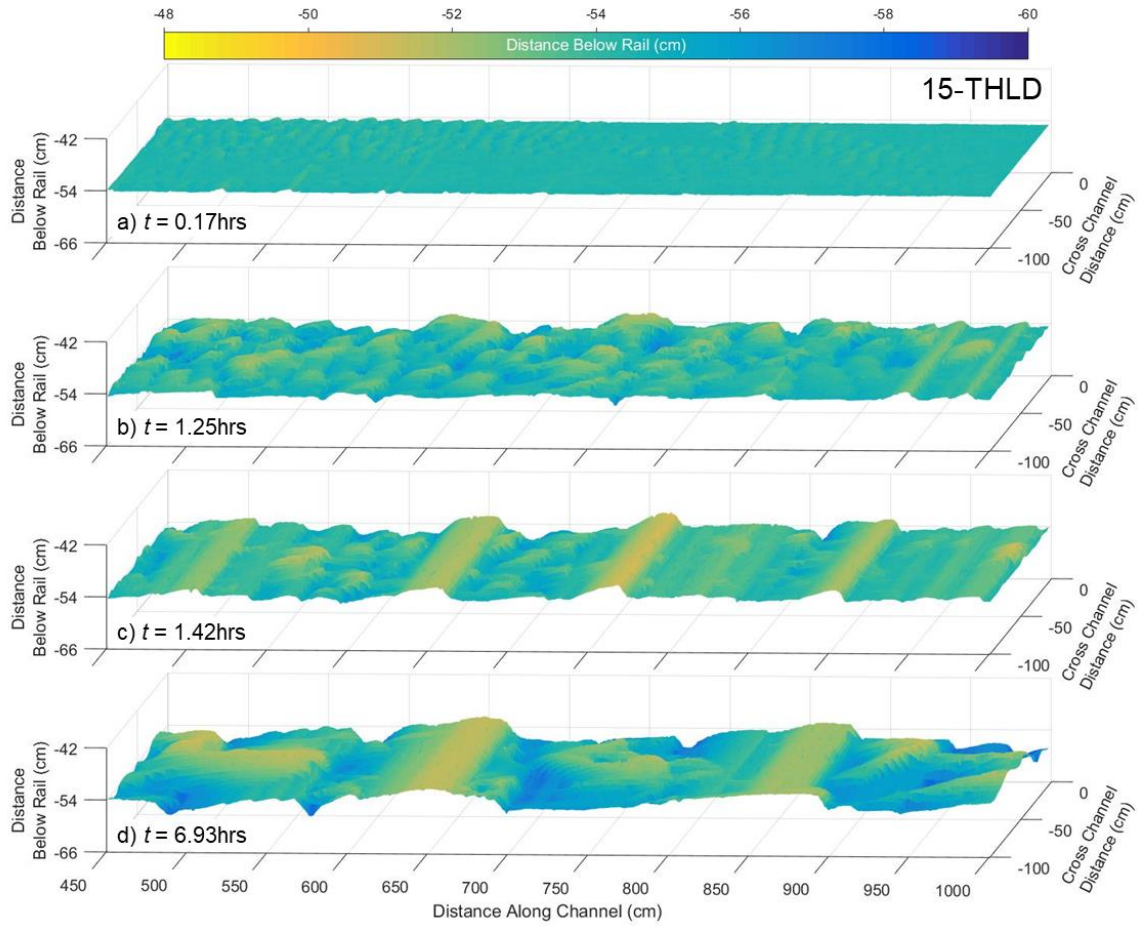 -48 -50 -52 -54 -56 -58 -60
Distance Below Rail (cm)
15-THLD
Distance
Below Rail (cm)
-42
-54
-66
a) t = 0.17hrs
0
-50
-100
Cross Channel
Distance (cm)
Distance
Below Rail (cm)
-42
-54
-66
b) t = 1.25hrs
0
-50
-100
Cross Channel
Distance (cm)
Distance
Below Rail (cm)
-42
-54
-66
c) t = 1.42hrs
0
-50
-100
Cross Channel
Distance (cm)
Distance
Below Rail (cm)
-42
-54
-66
d) t = 6.93hrs
0
-50
-100
Cross Channel
Distance (cm)
450 500 550 600 650 700 750 800 850 900 950 1000
Distance Along Channel (cm)